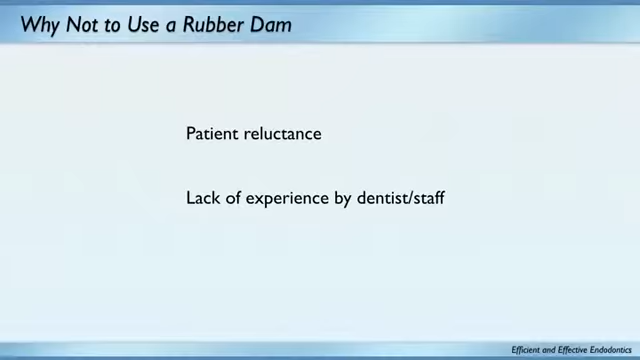 Why Not to Use a Rubber Dam
Patient reluctance
Lack of experience by dentist/staff
Efficient and Effective Endodontics